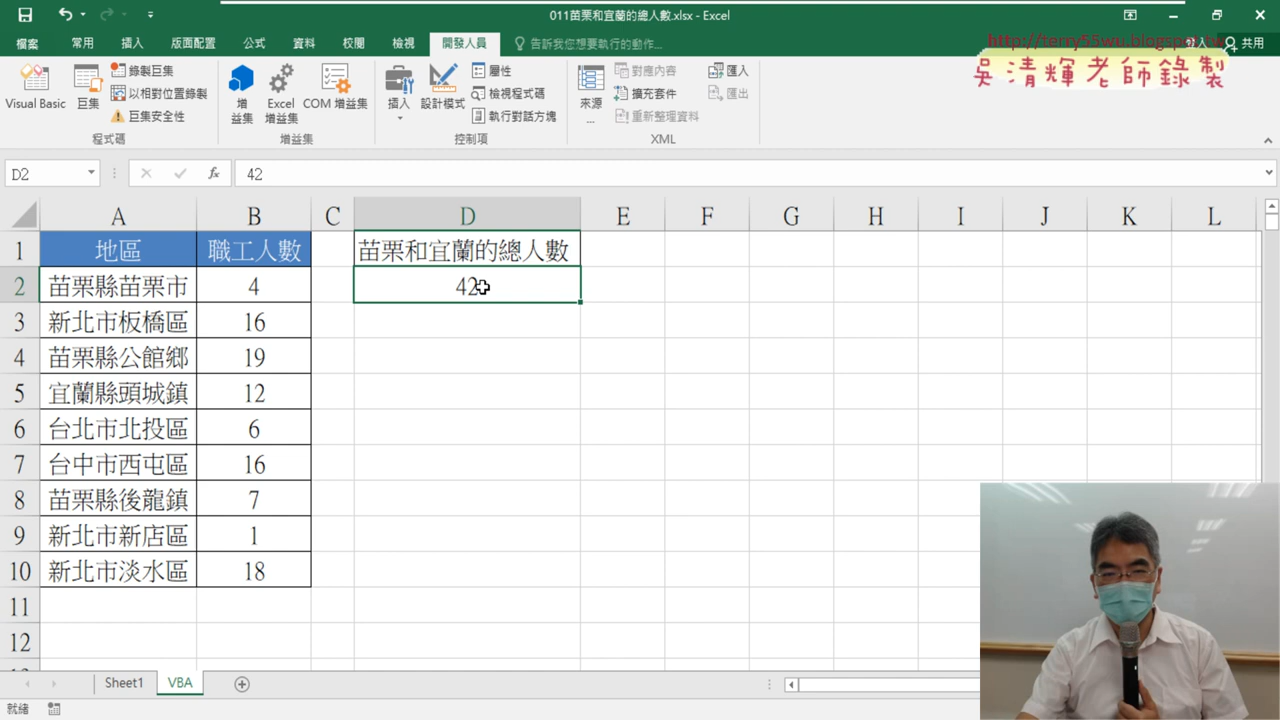 011苗栗和宜蘭的總人數.xlsx - Excel
檔案 常用 插入 版面配置 公式 資料 校閱 檢視 開發人員 告訴我您想要執行的動作... 登入 共用
http://terry55wu.blogspot.tw
吳清輝老師錄製
Visual Basic 巨集 錄製巨集 以相對位置錄製 巨集安全性
增益集 Excel 增益集 COM 增益集
插入 設計模式 屬性 檢視程式碼 執行對話方塊
來源... 對應內容 擴充套件 重新整理資料 匯入 匯出
程式碼 增益集 控制項 XML
D2 fx 42
A B C D E F G H I J K L
1 地區 職工人數 苗栗和宜蘭的總人數
2 苗栗縣苗栗市 4 42
3 新北市板橋區 16
4 苗栗縣公館鄉 19
5 宜蘭縣頭城鎮 12
6 台北市北投區 6
7 台中市西屯區 16
8 苗栗縣後龍鎮 7
9 新北市新店區 1
10 新北市淡水區 18
11
12
Sheet1 VBA
就緒